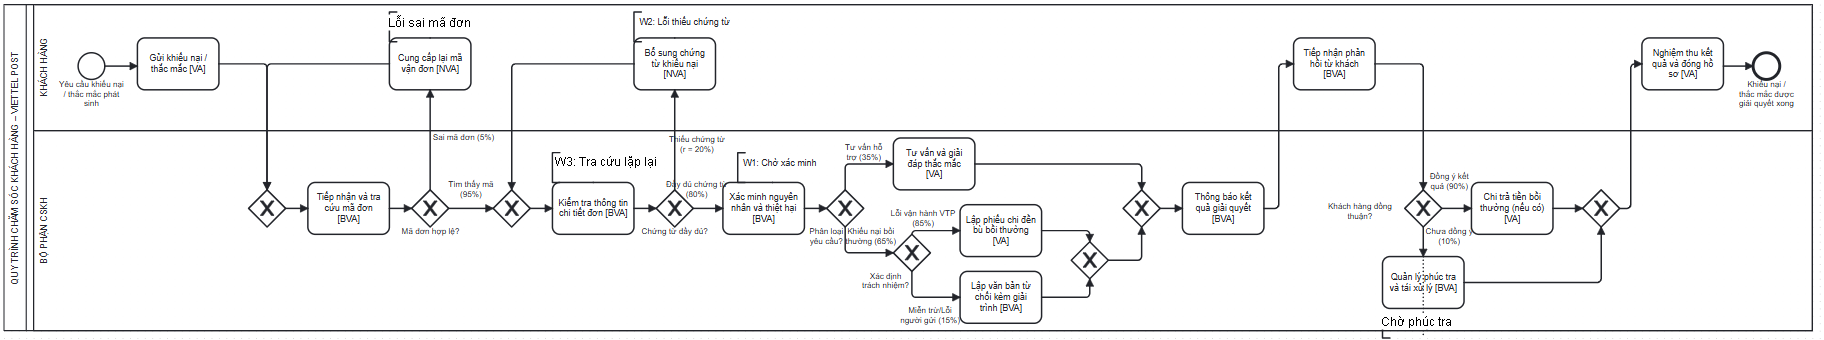 QUY TRÌNH CHĂM SÓC KHÁCH HÀNG – VIETTEL POST
KHÁCH HÀNG
Yêu cầu khiếu nại
/ thắc mắc phát
sinh
Gửi khiếu nại /
thắc mắc [VA]
Lỗi sai mã đơn
Cung cấp lại mã
vận đơn [NVA]
W2: Lỗi thiếu chứng từ
Bổ sung chứng
từ khiếu nại
[NVA]
Tiếp nhận phản
hồi từ khách
[BVA]
Nghiệm thu kết
quả và đóng hồ
sơ [VA]
Khiếu nại /
thắc mắc được
giải quyết xong
BỘ PHẬN CSKH
Tiếp nhận và tra
cứu mã đơn
[BVA]
Sai mã đơn (5%)
Mã đơn hợp lệ?
Tìm thấy mã
(95%)
W3: Tra cứu lặp lại
Kiểm tra thông tin
chi tiết đơn [BVA]
Thiếu chứng từ
(r = 20%)
Đầy đủ chứng từ
(80%)
Chứng từ đầy đủ?
W1: Chờ xác minh
Xác minh nguyên
nhân và thiệt hại
[BVA]
Phân loại
yêu cầu?
Tư vấn hỗ
trợ (35%)
Tư vấn và giải
đáp thắc mắc
[VA]
Khiếu nại bồi
thường (65%)
Xác định
trách nhiệm?
Lỗi vận hành VTP
(85%)
Lập phiếu chi đền
bù bồi thường
[VA]
Miễn trừ/Lỗi
người gửi (15%)
Lập văn bản từ
chối kèm giải
trình [BVA]
Thông báo kết
quả giải quyết
[BVA]
Khách hàng đồng
thuận?
Đồng ý kết
quả (90%)
Chi trả tiền bồi
thường (nếu có)
[VA]
Chưa đồng ý
(10%)
Quản lý phúc tra
và tái xử lý [BVA]
Chờ phúc tra